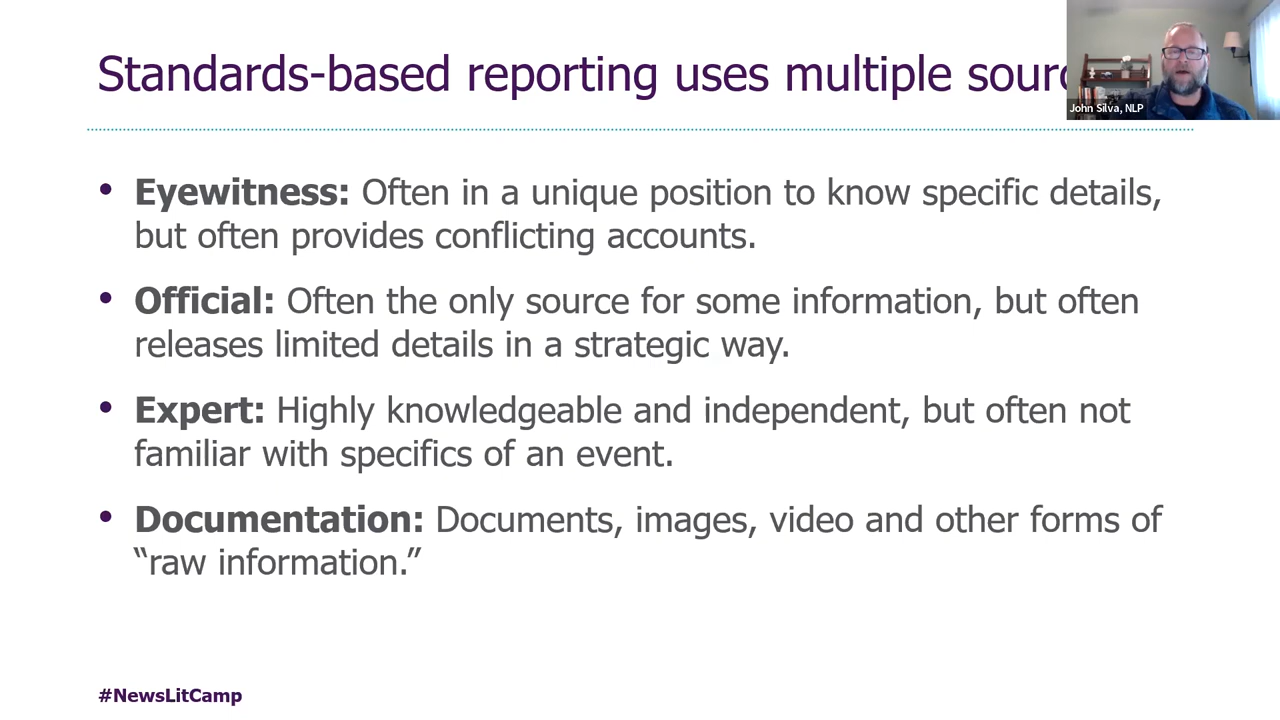 Standards-based reporting uses multiple
John Silva, NLP
• Eyewitness: Often in a unique position to know specific details,
but often provides conflicting accounts.
• Official: Often the only source for some information, but often
releases limited details in a strategic way.
• Expert: Highly knowledgeable and independent, but often not
familiar with specifics of an event.
• Documentation: Documents, images, video and other forms of
“raw information.”
#NewsLitCamp